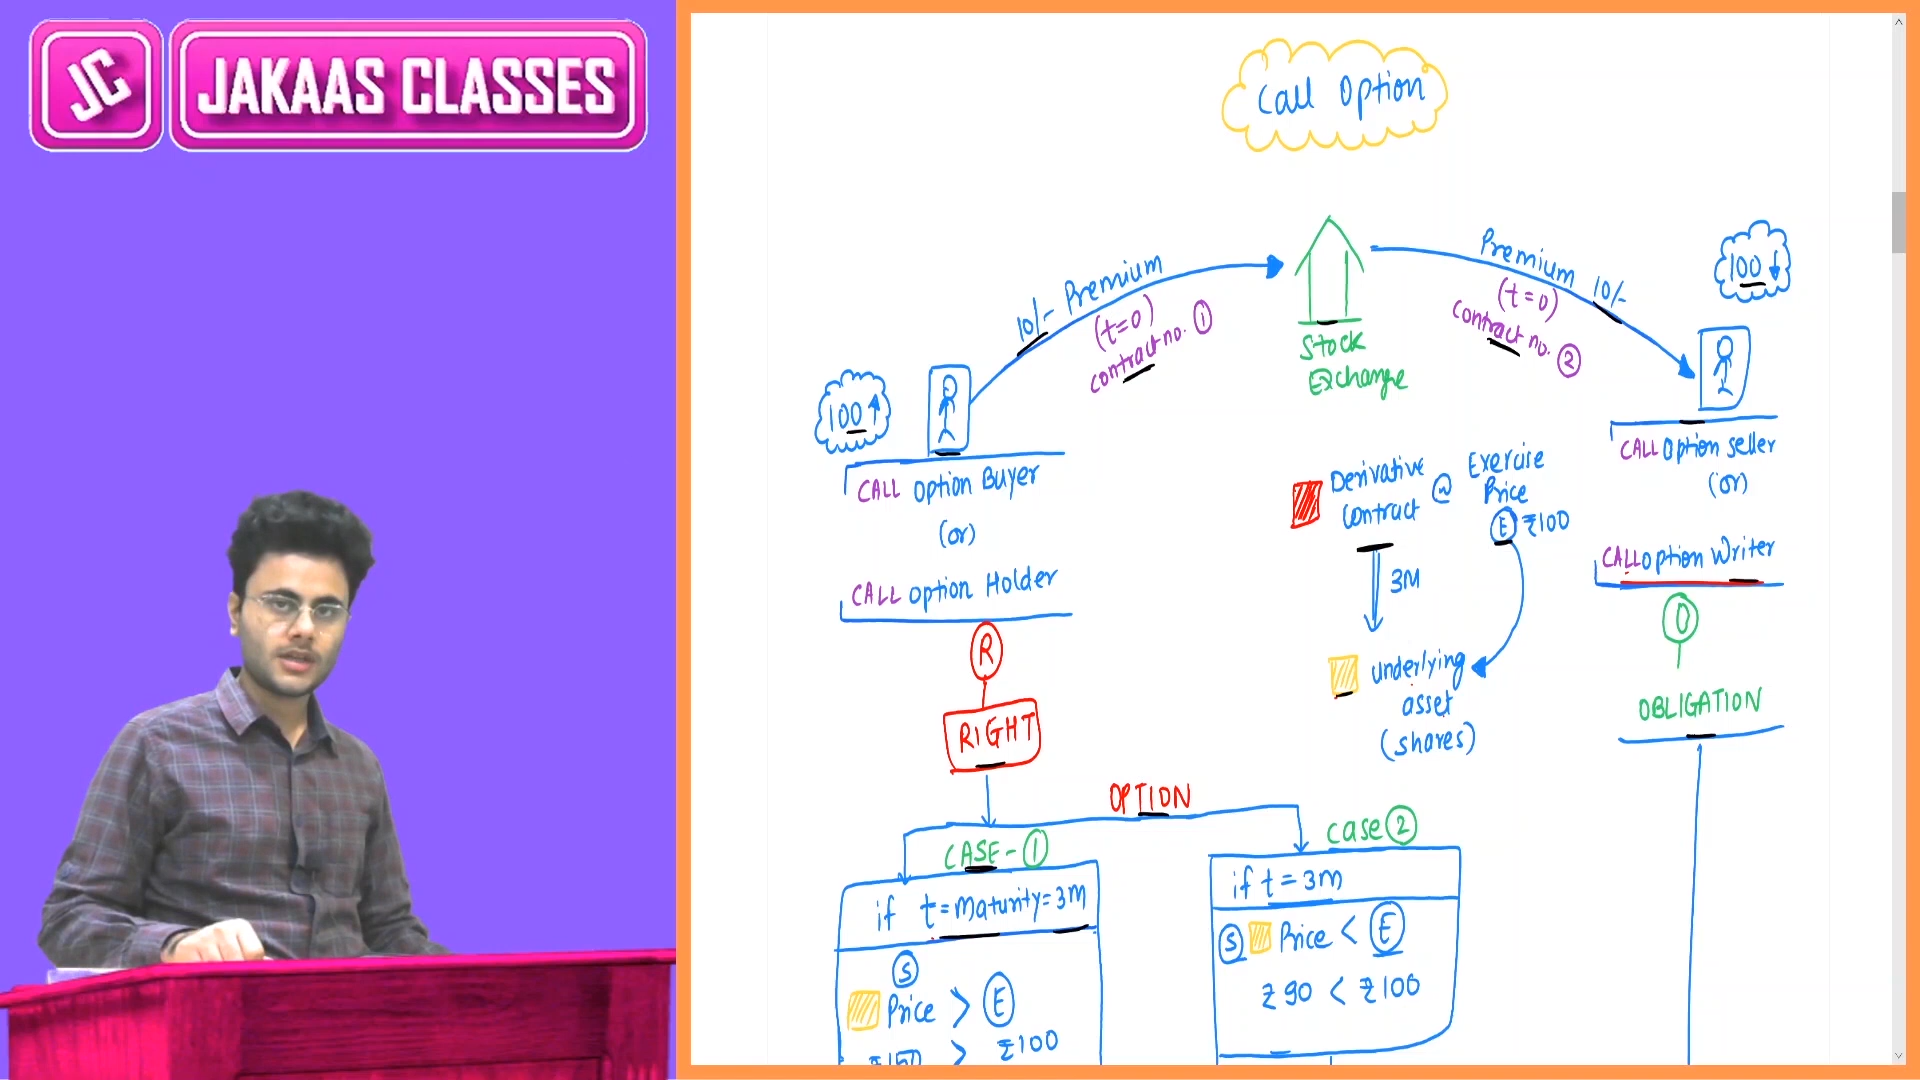 JC
JAKAAS CLASSES
Call Option
10/- Premium
(t=0)
Contract no. ①
Stock
Exchange
Premium 10/-
(t=0)
Contract no. ②
100↓
100↑
CALL Option Buyer
(or)
CALL Option Holder
R
RIGHT
Derivative
Contract
@
Exercise
Price
Ⓔ ₹100
3M
underlying
asset
(shares)
CALL Option Seller
(or)
CALL option Writer
O
OBLIGATION
OPTION
CASE-①
if t=Maturity=3M
Ⓢ
Price > Ⓔ
₹150 > ₹100
Case②
if t=3M
Ⓢ Price < Ⓔ
₹90 < ₹100